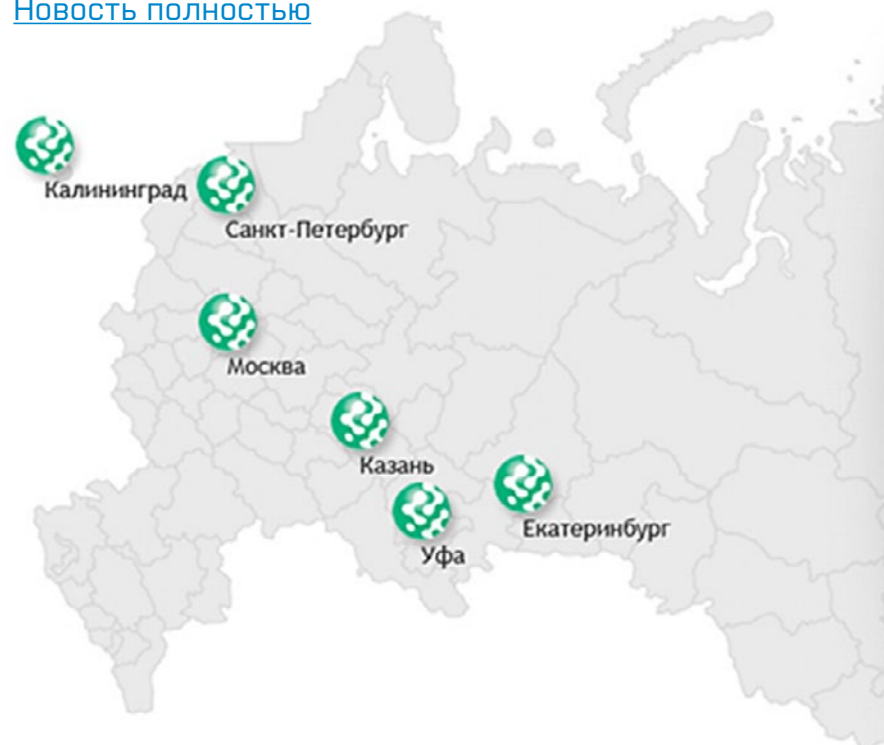 Новость полностью
Калининград
Санкт-Петербург
Москва
Казань
Екатеринбург
Уфа